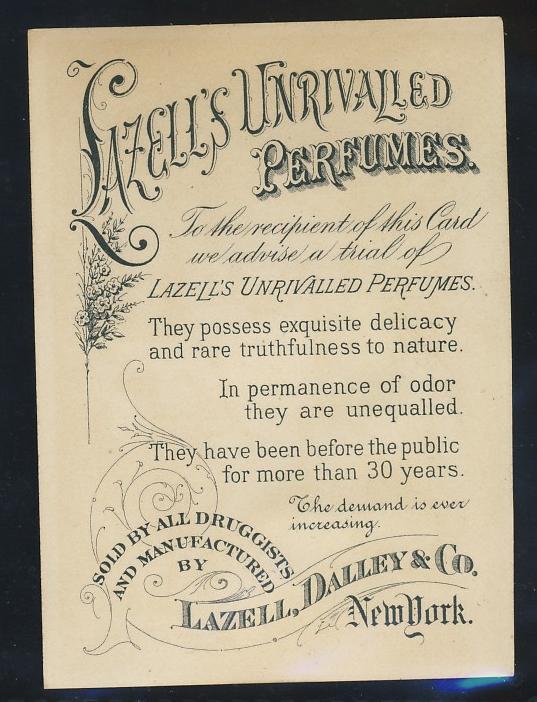 LAZELL'S UNRIVALLED
PERFUMES.
To the recipient of this Card
we advise a trial of
LAZELL'S UNRIVALLED PERFUMES.
They possess exquisite delicacy
and rare truthfulness to nature.
In permanence of odor
they are unequalled.
They have been before the public
for more than 30 years.
The demand is ever
increasing.
SOLD BY ALL DRUGGISTS
AND MANUFACTURED
BY
LAZELL, DALLEY & CO.
New York.